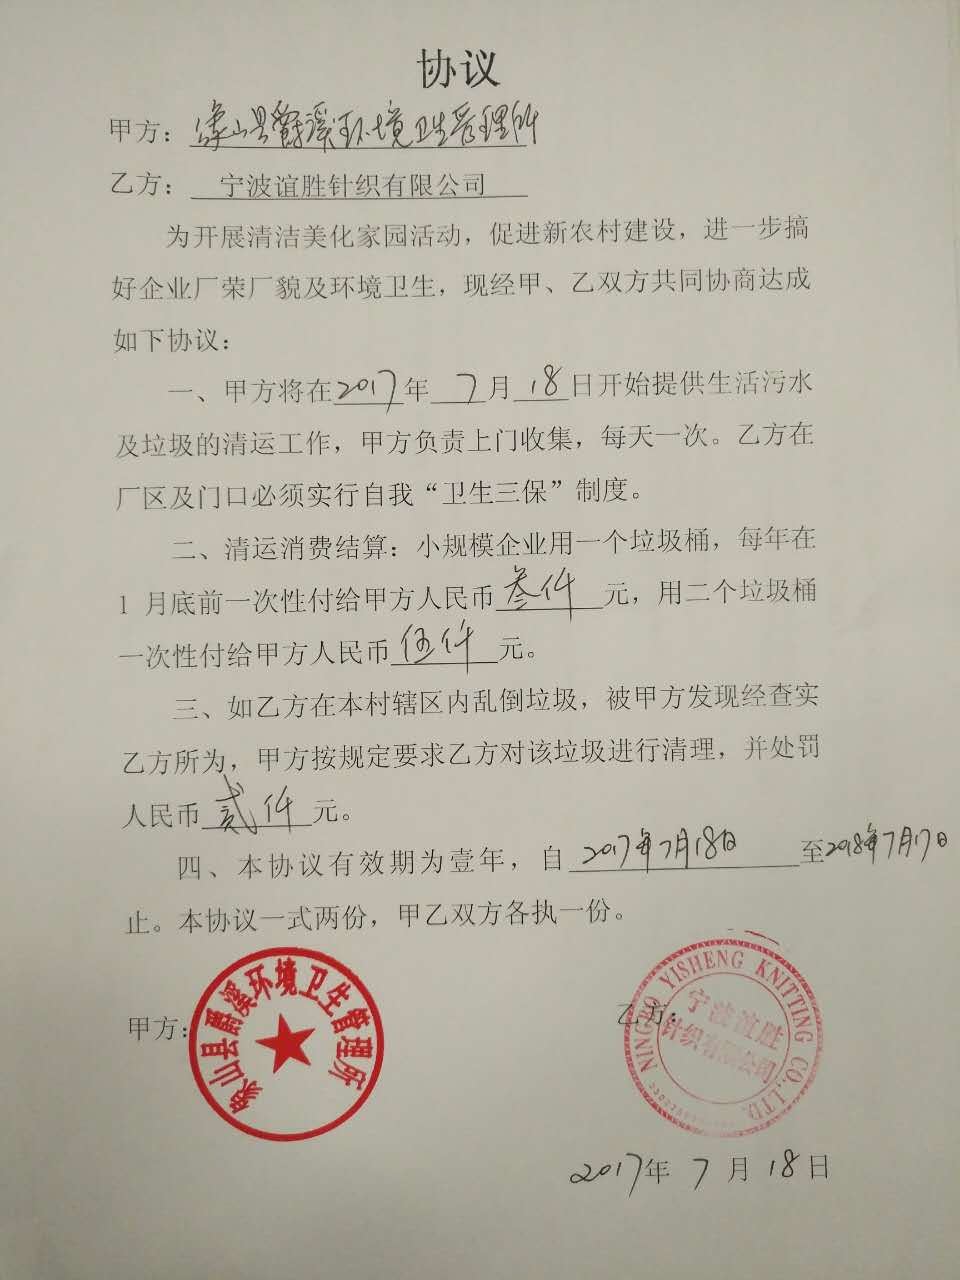 协议
甲方：象山县爵溪环境卫生管理所
乙方：宁波谊胜针织有限公司
为开展清洁美化家园活动，促进新农村建设，进一步搞
好企业厂荣厂貌及环境卫生，现经甲、乙双方共同协商达成
如下协议：
一、甲方将在2017年7月18日开始提供生活污水
及垃圾的清运工作，甲方负责上门收集，每天一次。乙方在
厂区及门口必须实行自我“卫生三保”制度。
二、清运消费结算：小规模企业用一个垃圾桶，每年在
1 月底前一次性付给甲方人民币叁仟元，用二个垃圾桶
一次性付给甲方人民币伍仟元。
三、如乙方在本村辖区内乱倒垃圾，被甲方发现经查实
乙方所为，甲方按规定要求乙方对该垃圾进行清理，并处罚
人民币贰仟元。
四、本协议有效期为壹年，自2017年7月18日至2018年7月17日
止。本协议一式两份，甲乙双方各执一份。
甲方：
象山县爵溪环境卫生管理所
乙方：
NINGBO YISHENG KNITTING CO.,LTD.
宁波谊胜
针织有限公司
2017年7月18日